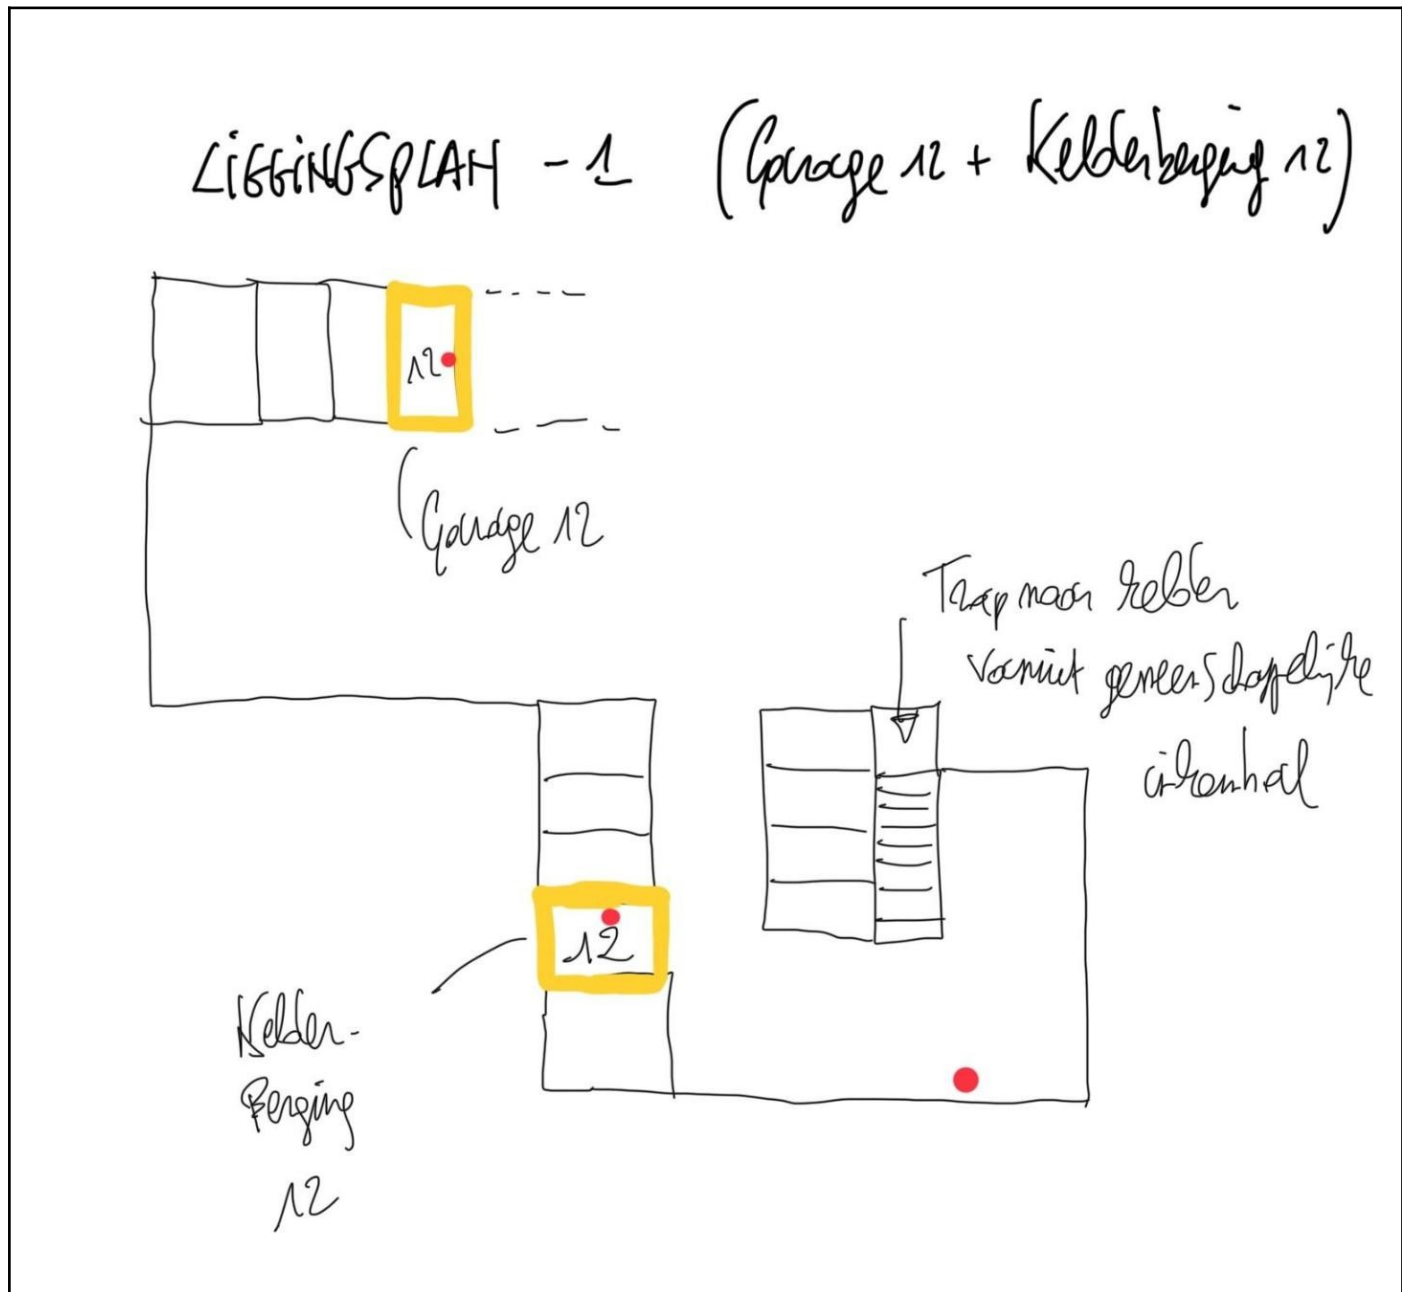 LIGGINGSPLAN -1 (Garage 12 + Kelderberging 12)
12
Garage 12
Trap naar kelder
vanuit gemeenschappelijke
inkomhal
12
Kelder-
Berging
12